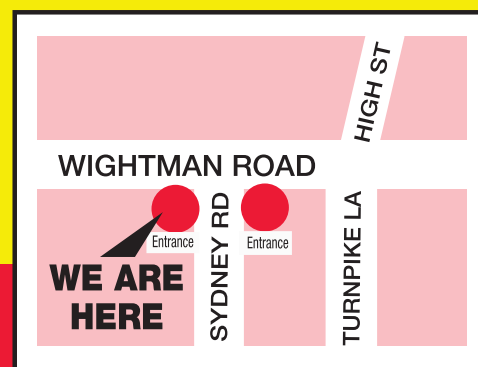 HIGH ST
WIGHTMAN ROAD
Entrance
SYDNEY RD
Entrance
TURNPIKE LA
WE ARE
HERE